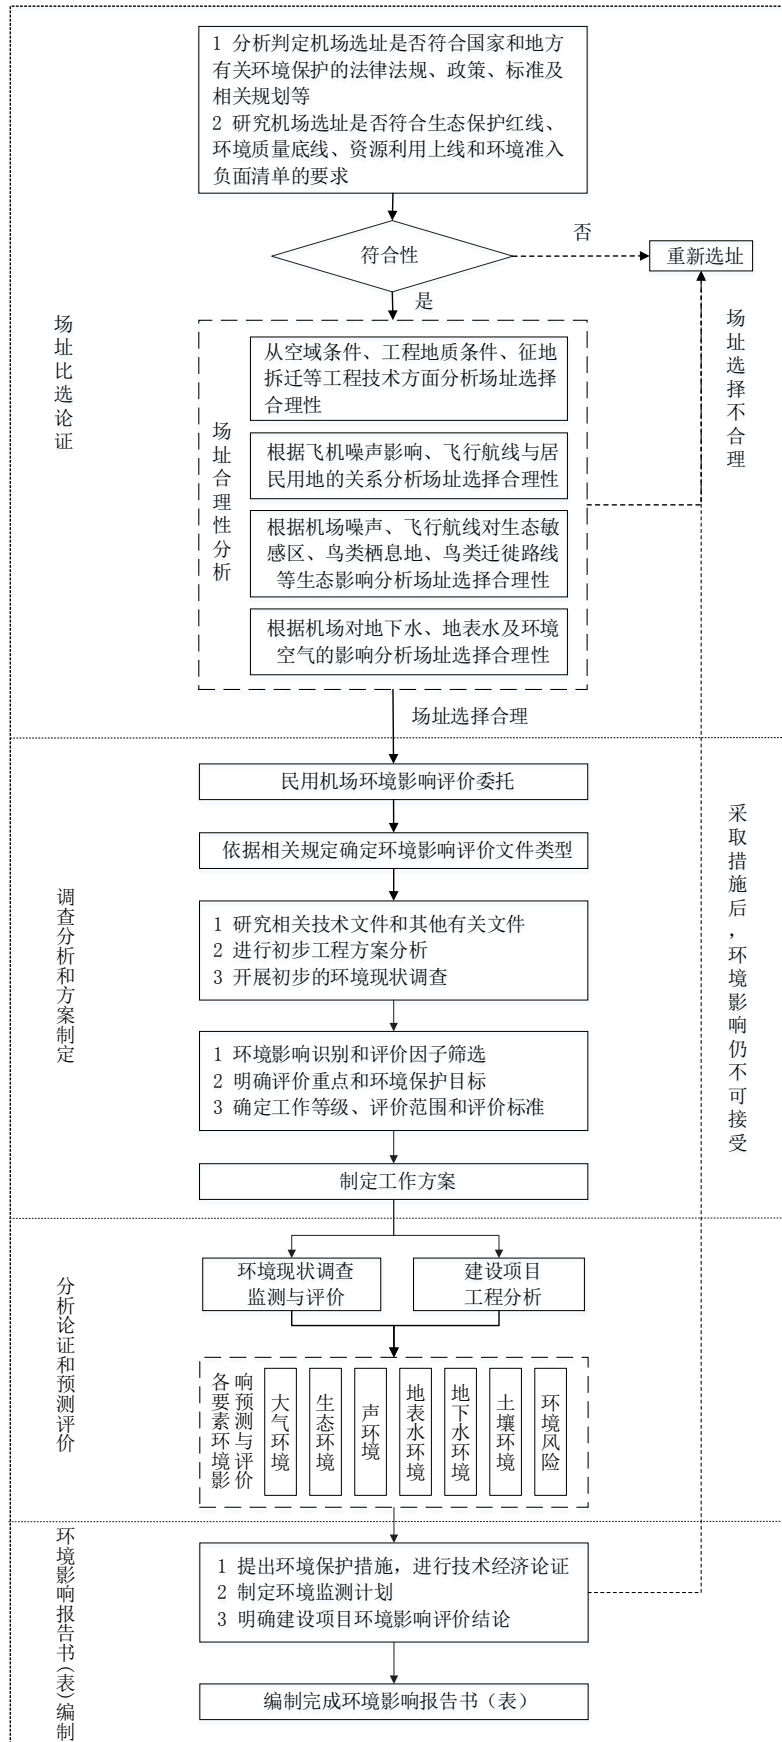 1 分析判定机场选址是否符合国家和地方
有关环境保护的法律法规、政策、标准及
相关规划等
2 研究机场选址是否符合生态保护红线、
环境质量底线、资源利用上线和环境准入
负面清单的要求
符合性
否
重新选址
是
场址比选论证
场址合理性分析
从空域条件、工程地质条件、征地
拆迁等工程技术方面分析场址选择
合理性
根据飞机噪声影响、飞行航线与居
民用地的关系分析场址选择合理性
根据机场噪声、飞行航线对生态敏
感区、鸟类栖息地、鸟类迁徙路线
等生态影响分析场址选择合理性
根据机场对地下水、地表水及环境
空气的影响分析场址选择合理性
场址选择不合理
场址选择合理
调查分析和方案制定
民用机场环境影响评价委托
依据相关规定确定环境影响评价文件类型
1 研究相关技术文件和其他有关文件
2 进行初步工程方案分析
3 开展初步的环境现状调查
1 环境影响识别和评价因子筛选
2 明确评价重点和环境保护目标
3 确定工作等级、评价范围和评价标准
制定工作方案
采取措施后，环境影响仍不可接受
分析论证和预测评价
环境现状调查
监测与评价
建设项目
工程分析
各要素环境影
响预测与评价
大气环境
生态环境
声环境
地表水环境
地下水环境
土壤环境
环境风险
环境影响报告书(表)编制
1 提出环境保护措施，进行技术经济论证
2 制定环境监测计划
3 明确建设项目环境影响评价结论
编制完成环境影响报告书（表）